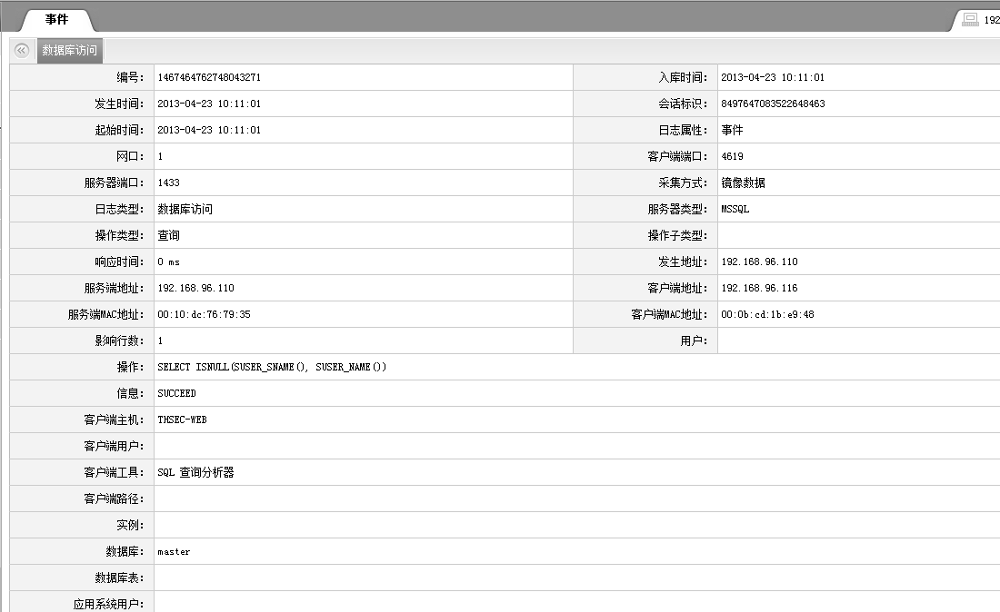 事件
192
数据库访问
编号： 1467464762748043271 入库时间： 2013-04-23 10:11:01
发生时间： 2013-04-23 10:11:01 会话标识： 8497647083522648463
起始时间： 2013-04-23 10:11:01 日志属性： 事件
网口： 1 客户端端口： 4619
服务器端口： 1433 采集方式： 镜像数据
日志类型： 数据库访问 服务器类型： MSSQL
操作类型： 查询 操作子类型：
响应时间： 0 ms 发生地址： 192.168.96.110
服务端地址： 192.168.96.110 客户端地址： 192.168.96.116
服务端MAC地址： 00:10:dc:76:79:35 客户端MAC地址： 00:0b:cd:1b:e9:48
影响行数： 1 用户：
操作： SELECT ISNULL(SUSER_SNAME(), SUSER_NAME())
信息： SUCCEED
客户端主机： THSEC-WEB
客户端用户：
客户端工具： SQL 查询分析器
客户端路径：
实例：
数据库： master
数据库表：
应用系统用户：